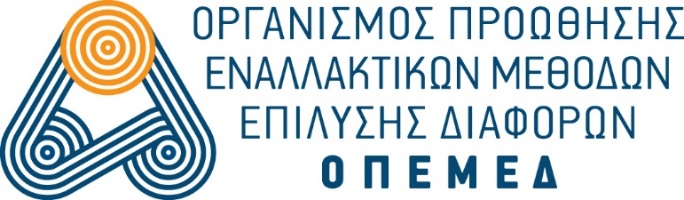 ΟΡΓΑΝΙΣΜΟΣ ΠΡΟΩΘΗΣΗΣ
ΕΝΑΛΛΑΚΤΙΚΩΝ ΜΕΘΟΔΩΝ
ΕΠΙΛΥΣΗΣ ΔΙΑΦΟΡΩΝ
ΟΠΕΜΕΔ